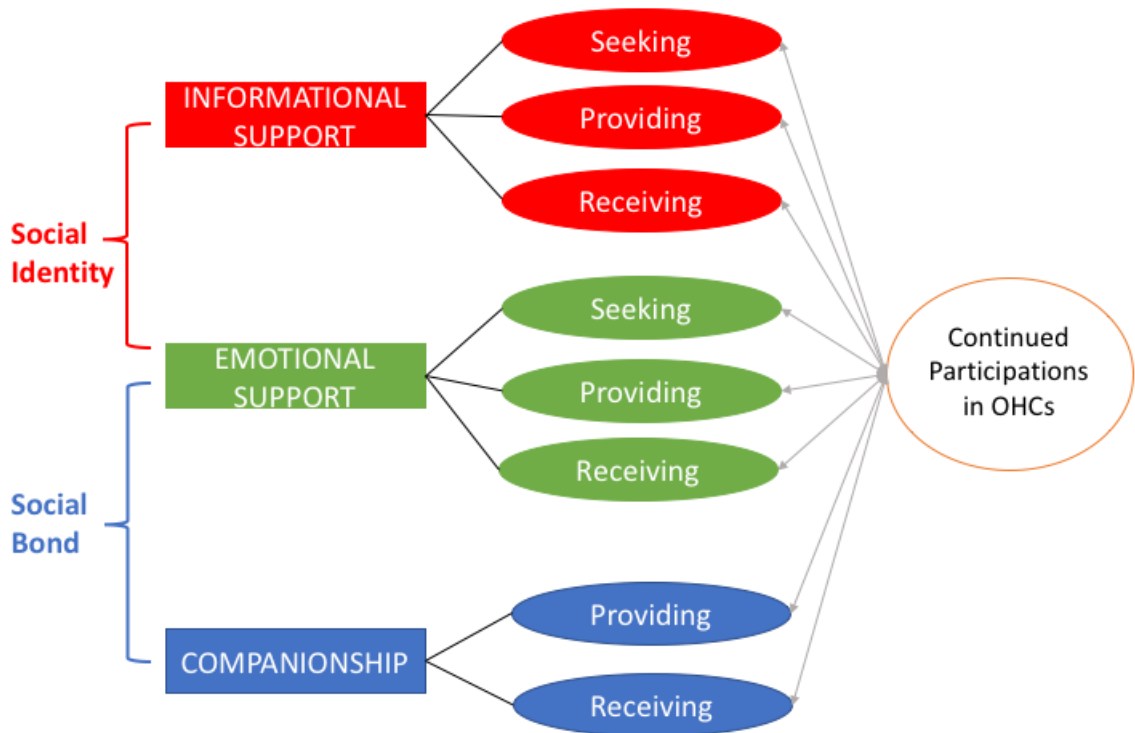 Social
Identity
Social
Bond
INFORMATIONAL
SUPPORT
EMOTIONAL
SUPPORT
COMPANIONSHIP
Seeking
Providing
Receiving
Seeking
Providing
Receiving
Providing
Receiving
Continued
Participations
in OHCs